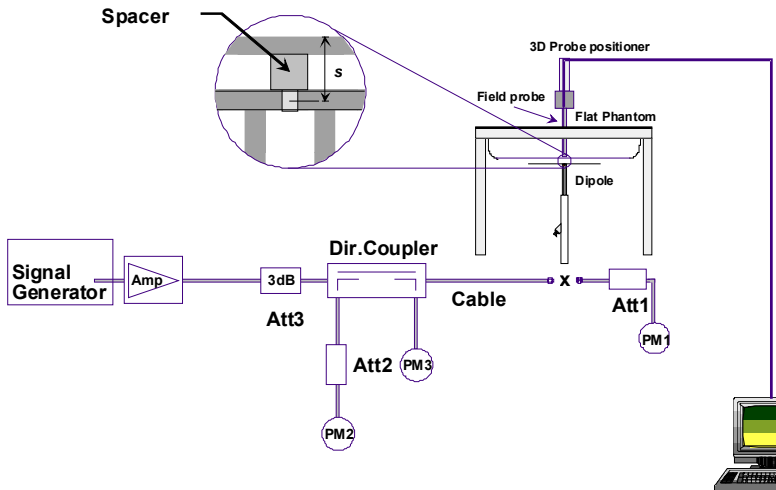 Spacer
s
3D Probe positioner
Field probe
Flat Phantom
Dipole
Dir.Coupler
Signal
Generator
Amp
3dB
Att3
Cable
x
Att1
PM1
Att2
PM3
PM2